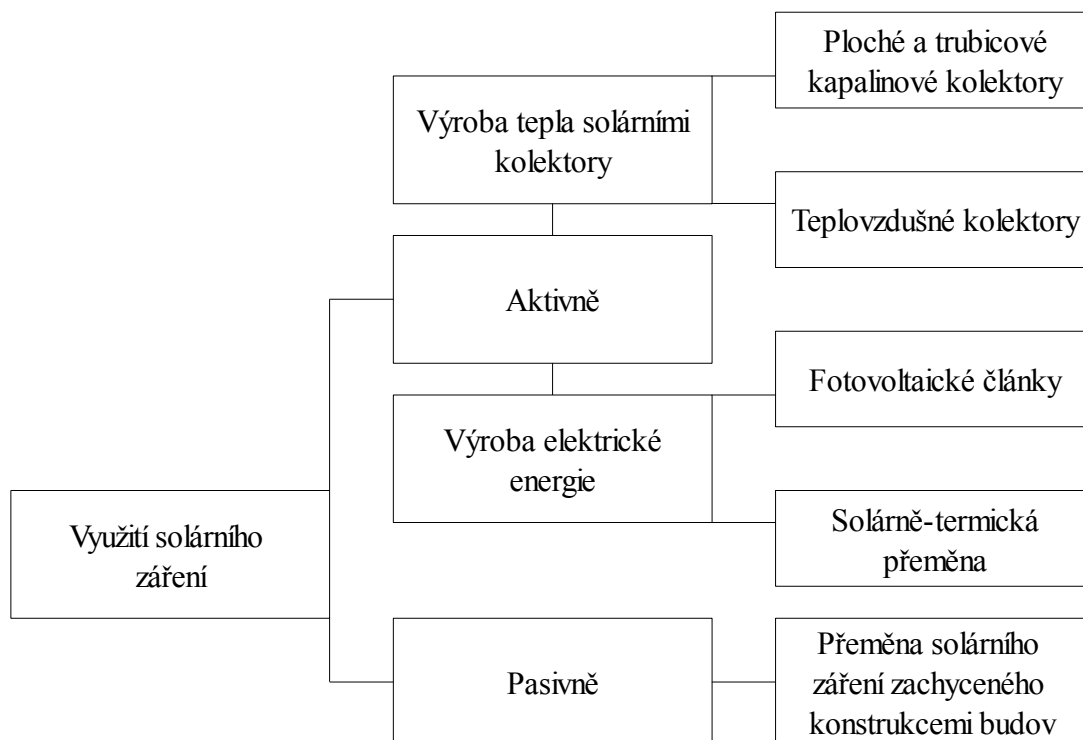 Ploché a trubicové
kapalinové kolektory
Výroba tepla solárními
kolektory
Teplovzdušné kolektory
Aktivně
Fotovoltaické články
Výroba elektrické
energie
Využití solárního
záření
Solárně-termická
přeměna
Pasivně
Přeměna solárního
záření zachyceného
konstrukcemi budov